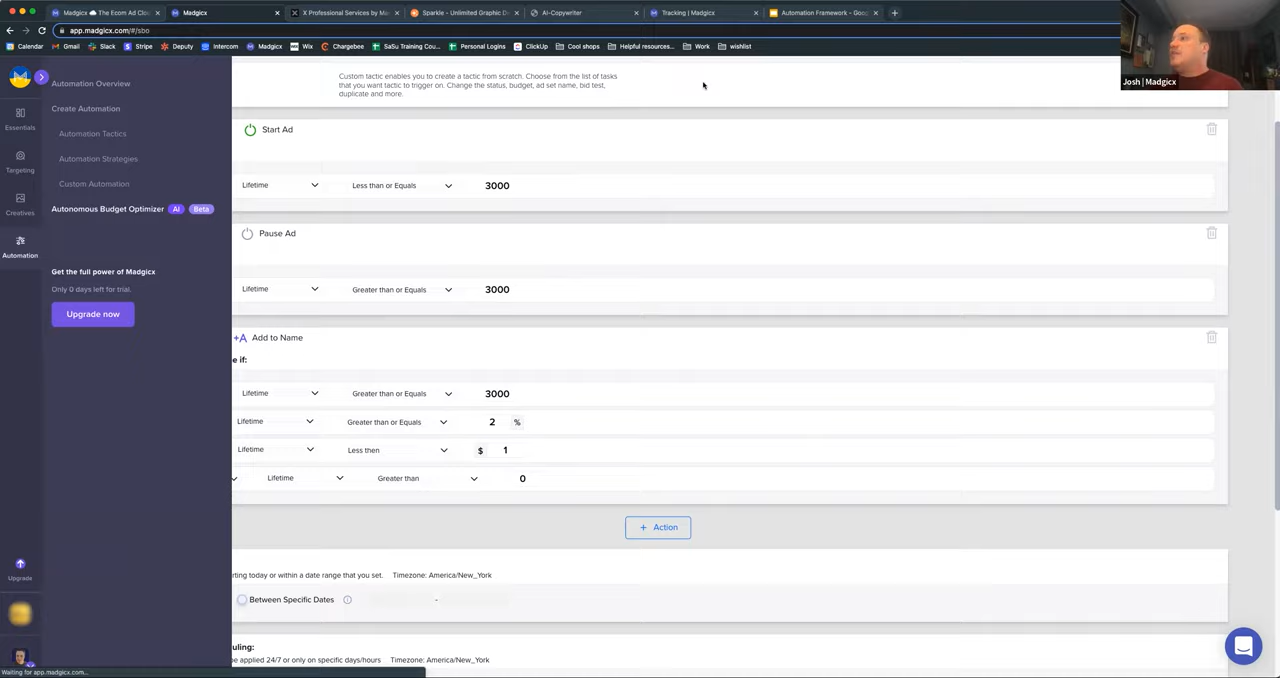 Madgicx ☁️ The Ecom Ad Clou
Madgicx
X Professional Services by Ma
Sparkle - Unlimited Graphic D
AI-Copywriter
Tracking | Madgicx
Automation Framework - Goog
app.madgicx.com/#/sbo
Calendar
Gmail
Slack
Stripe
Deputy
Intercom
Madgicx
Wix
Chargebee
SaSu Training Cou...
Personal Logins
ClickUp
Cool shops
Helpful resources...
Work
wishlist
Josh | Madgicx
Essentials
Targeting
Creatives
Automation
Upgrade
Automation Overview
Create Automation
Automation Tactics
Automation Strategies
Custom Automation
Autonomous Budget Optimizer AI Beta
Get the full power of Madgicx
Only 0 days left for trial.
Upgrade now
Custom tactic enables you to create a tactic from scratch. Choose from the list of tasks
that you want tactic to trigger on. Change the status, budget, ad set name, bid test,
duplicate and more.
Start Ad
Lifetime Less than or Equals 3000
Pause Ad
Lifetime Greater than or Equals 3000
+A Add to Name
e if:
Lifetime Greater than or Equals 3000
Lifetime Greater than or Equals 2 %
Lifetime Less then $ 1
Lifetime Greater than 0
+ Action
rting today or within a date range that you set. Timezone: America/New_York
Between Specific Dates -
uling:
e applied 24/7 or only on specific days/hours Timezone: America/New_York
Waiting for app.madgicx.com...